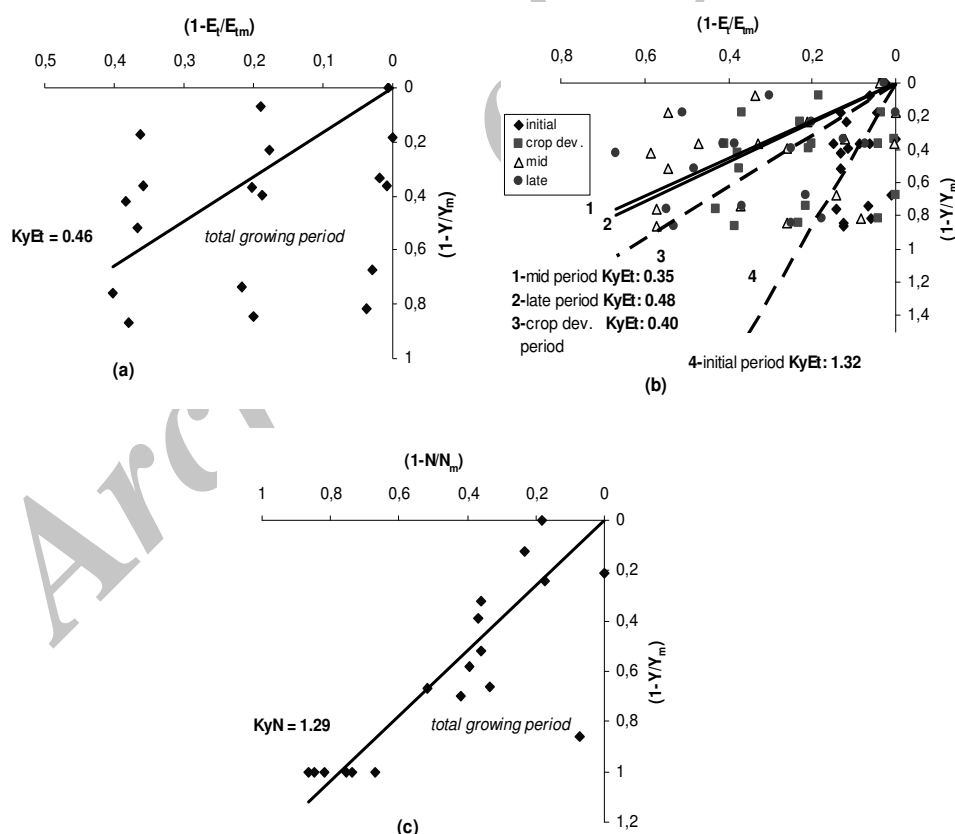 (1-Et/Etm)
0,5 0,4 0,3 0,2 0,1 0
0
0,2
0,4
0,6
0,8
1
(1-Y/Ym)
KyEt = 0.46
total growing period
(a)
(1-Et/Etm)
0,8 0,6 0,4 0,2 0
0
0,2
0,4
0,6
0,8
1
1,2
1,4
(1-Y/Ym)
initial
crop dev.
mid
late
1
2
3
4
1-mid period KyEt: 0.35
2-late period KyEt: 0.48
3-crop dev. KyEt: 0.40
period
4-initial period KyEt: 1.32
(b)
(1-N/Nm)
1 0,8 0,6 0,4 0,2 0
0
0,2
0,4
0,6
0,8
1
1,2
(1-Y/Ym)
KyN = 1.29
total growing period
(c)